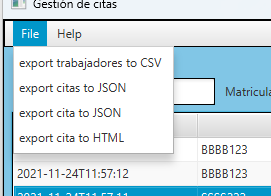 Gestión de citas
File Help
export trabajadores to CSV
export citas to JSON
export cita to JSON
export cita to HTML
Matricula
BBBB123
2021-11-24T11:57:12 BBBB123